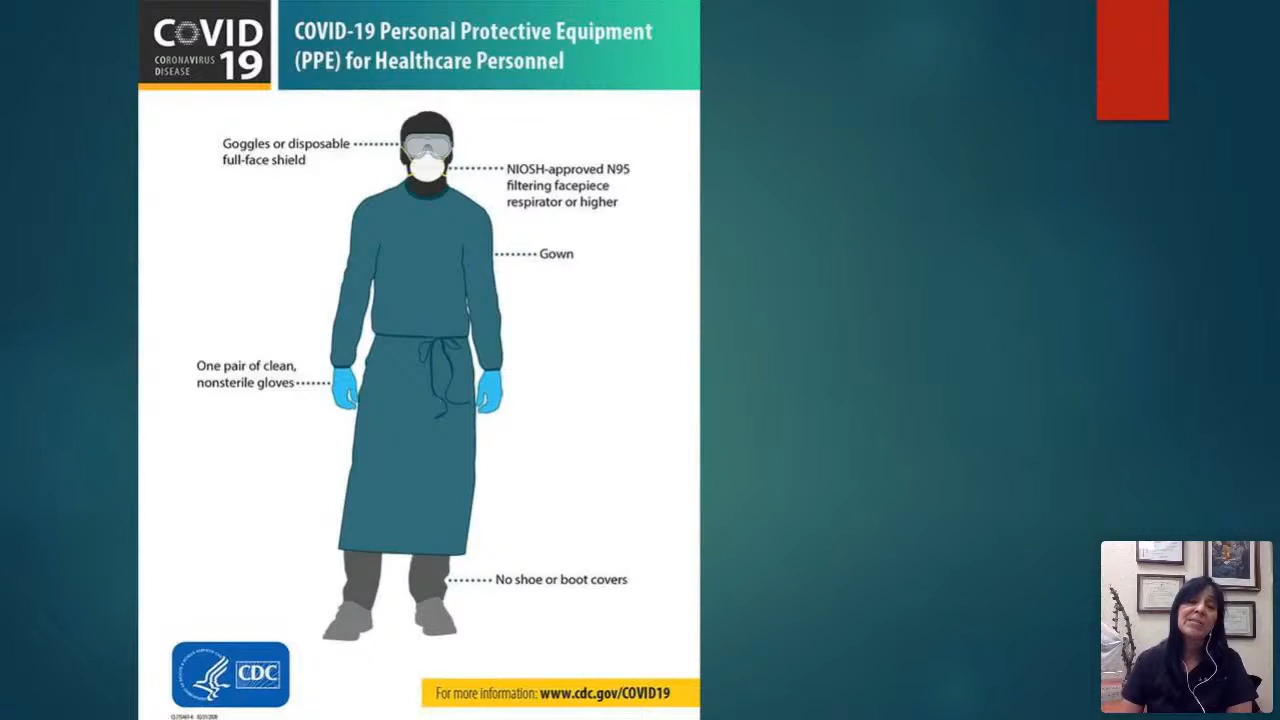 COVID
CORONAVIRUS
DISEASE
19
COVID-19 Personal Protective Equipment
(PPE) for Healthcare Personnel
Goggles or disposable
full-face shield
NIOSH-approved N95
filtering facepiece
respirator or higher
Gown
One pair of clean,
nonsterile gloves
No shoe or boot covers
CDC
For more information: www.cdc.gov/COVID19